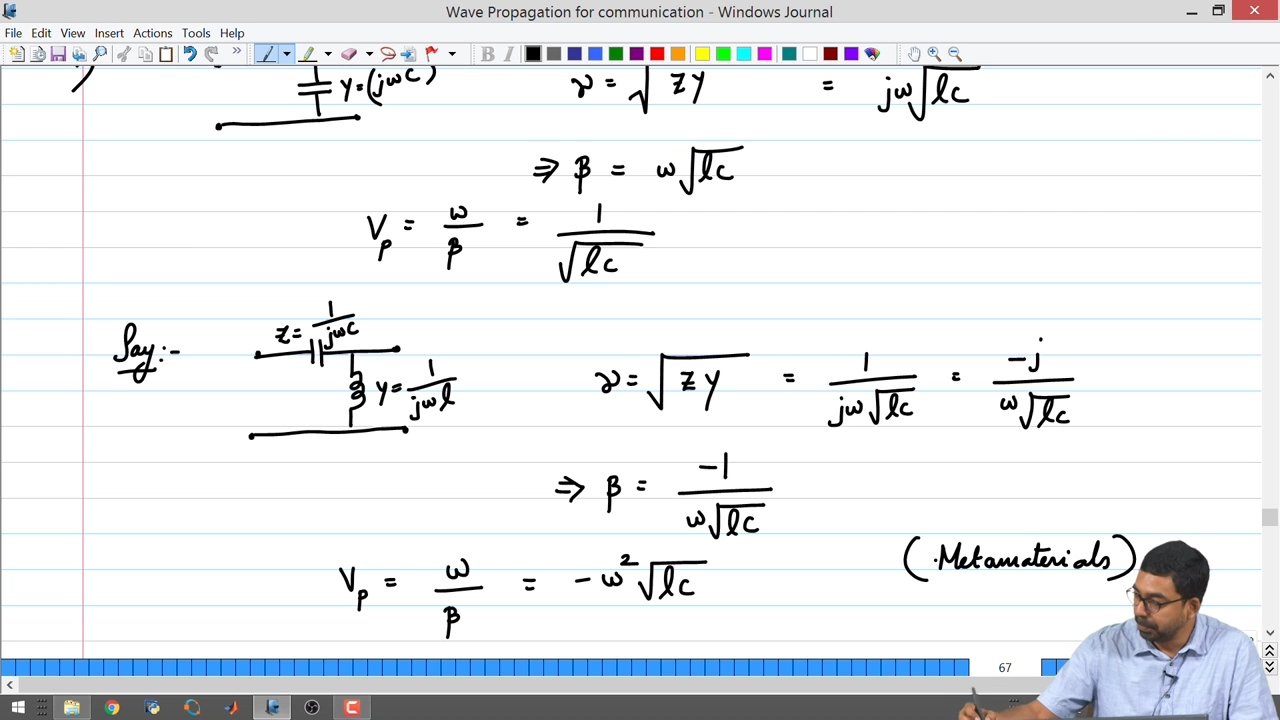 Wave Propagation for communication - Windows Journal
File Edit View Insert Actions Tools Help
Y = (jωC) γ = √ZY = jω√lc
⇒ β = ω√lc
Vp = ω/β = 1/√lc
Say:- Z = 1/jωC Y = 1/jωl γ = √ZY = 1/jω√lc = -j/ω√lc
⇒ β = -1/ω√lc
Vp = ω/β = -ω²√lc (Metamaterials)
67